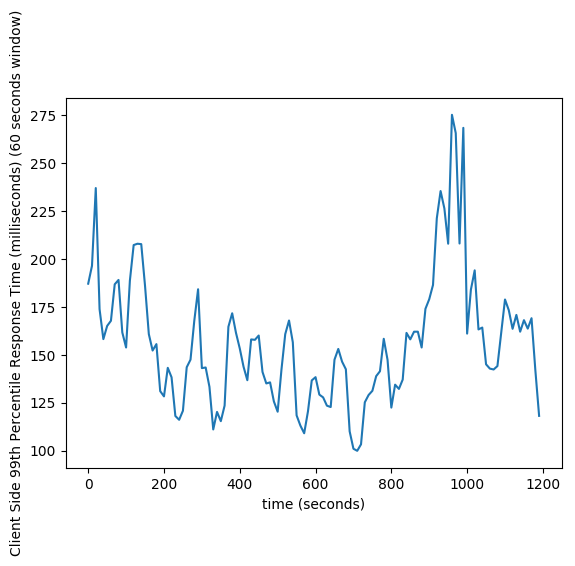 Client Side 99th Percentile Response Time (milliseconds) (60 seconds window)
275
250
225
200
175
150
125
100
0 200 400 600 800 1000 1200
time (seconds)